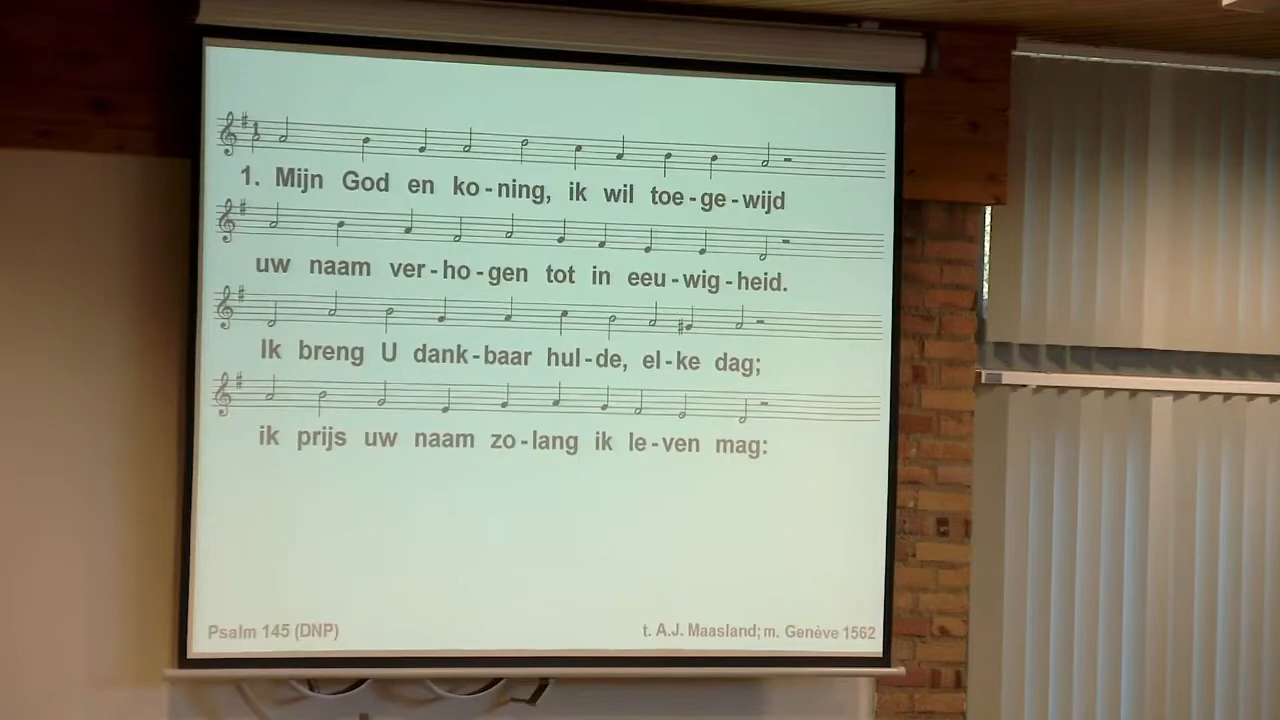 1. Mijn God en ko-ning, ik wil toe-ge-wijd
uw naam ver-ho-gen tot in eeu-wig-heid.
Ik breng U dank-baar hul-de, el-ke dag;
ik prijs uw naam zo-lang ik le-ven mag:
Psalm 145 (DNP)
t. A.J. Maasland; m. Genève 1562